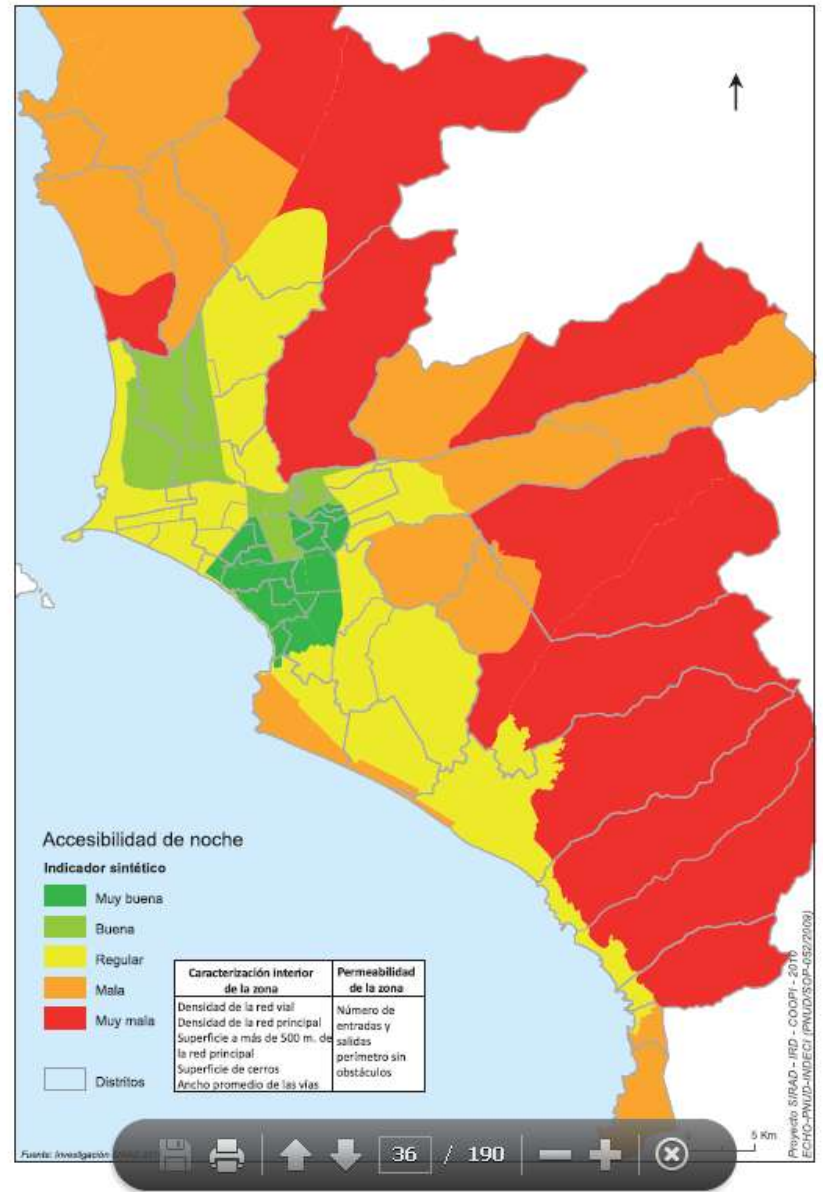 Accesibilidad de noche
Indicador sintético
Muy buena
Buena
Regular
Mala
Muy mala
Distritos
Caracterización interior
de la zona
Densidad de la red vial
Densidad de la red principal
Superficie a más de 500 m. de
la red principal
Superficie de cerros
Ancho promedio de las vías
Permeabilidad
de la zona
Número de
entradas y
salidas
perímetro sin
obstáculos
Proyecto SIRAD - IRD - COOPI - 2010
ECHO-PNUD-INDECI (PNUD/SOP-052/2009)
5 Km
Fuente: Investigación
36 / 190